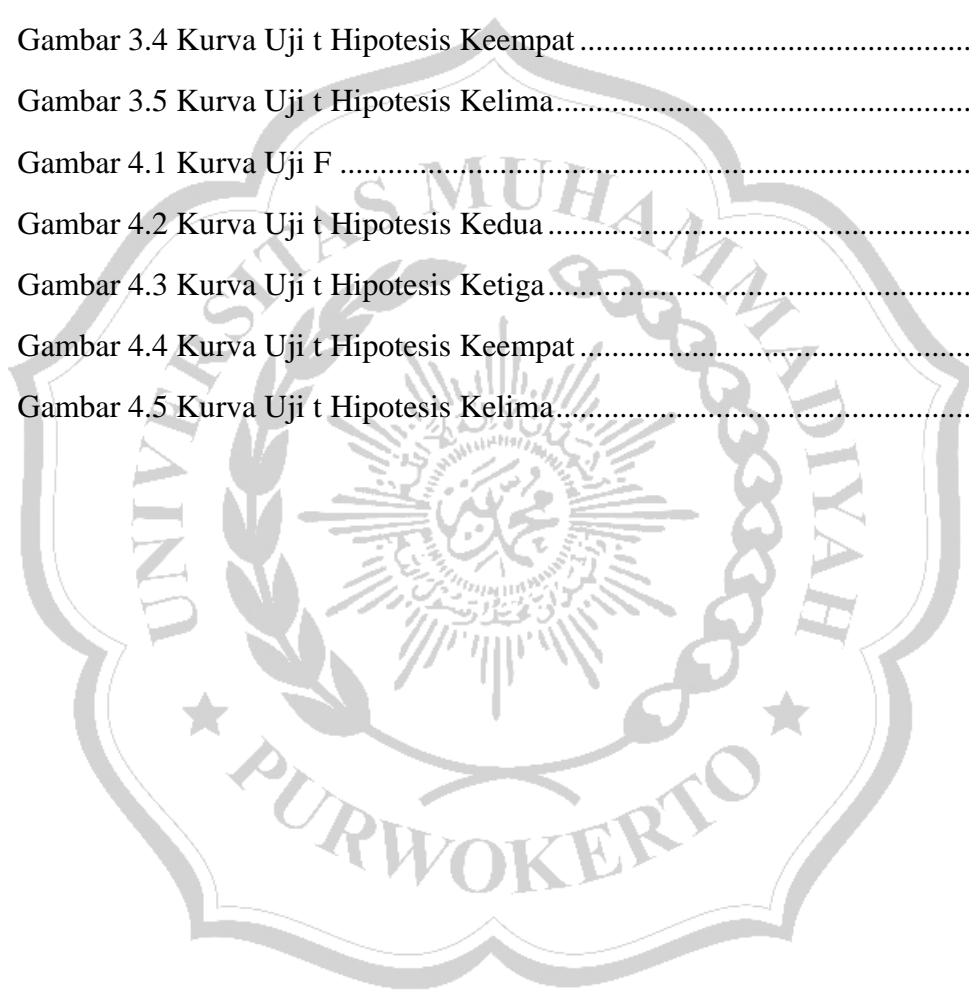 Gambar 3.4 Kurva Uji t Hipotesis Keempat ..................................................
Gambar 3.5 Kurva Uji t Hipotesis Kelima.....................................................
Gambar 4.1 Kurva Uji F ................................................................................
Gambar 4.2 Kurva Uji t Hipotesis Kedua ......................................................
Gambar 4.3 Kurva Uji t Hipotesis Ketiga......................................................
Gambar 4.4 Kurva Uji t Hipotesis Keempat ..................................................
Gambar 4.5 Kurva Uji t Hipotesis Kelima.....................................................
UNIVERSITAS MUHAMMADIYAH
PURWOKERTO